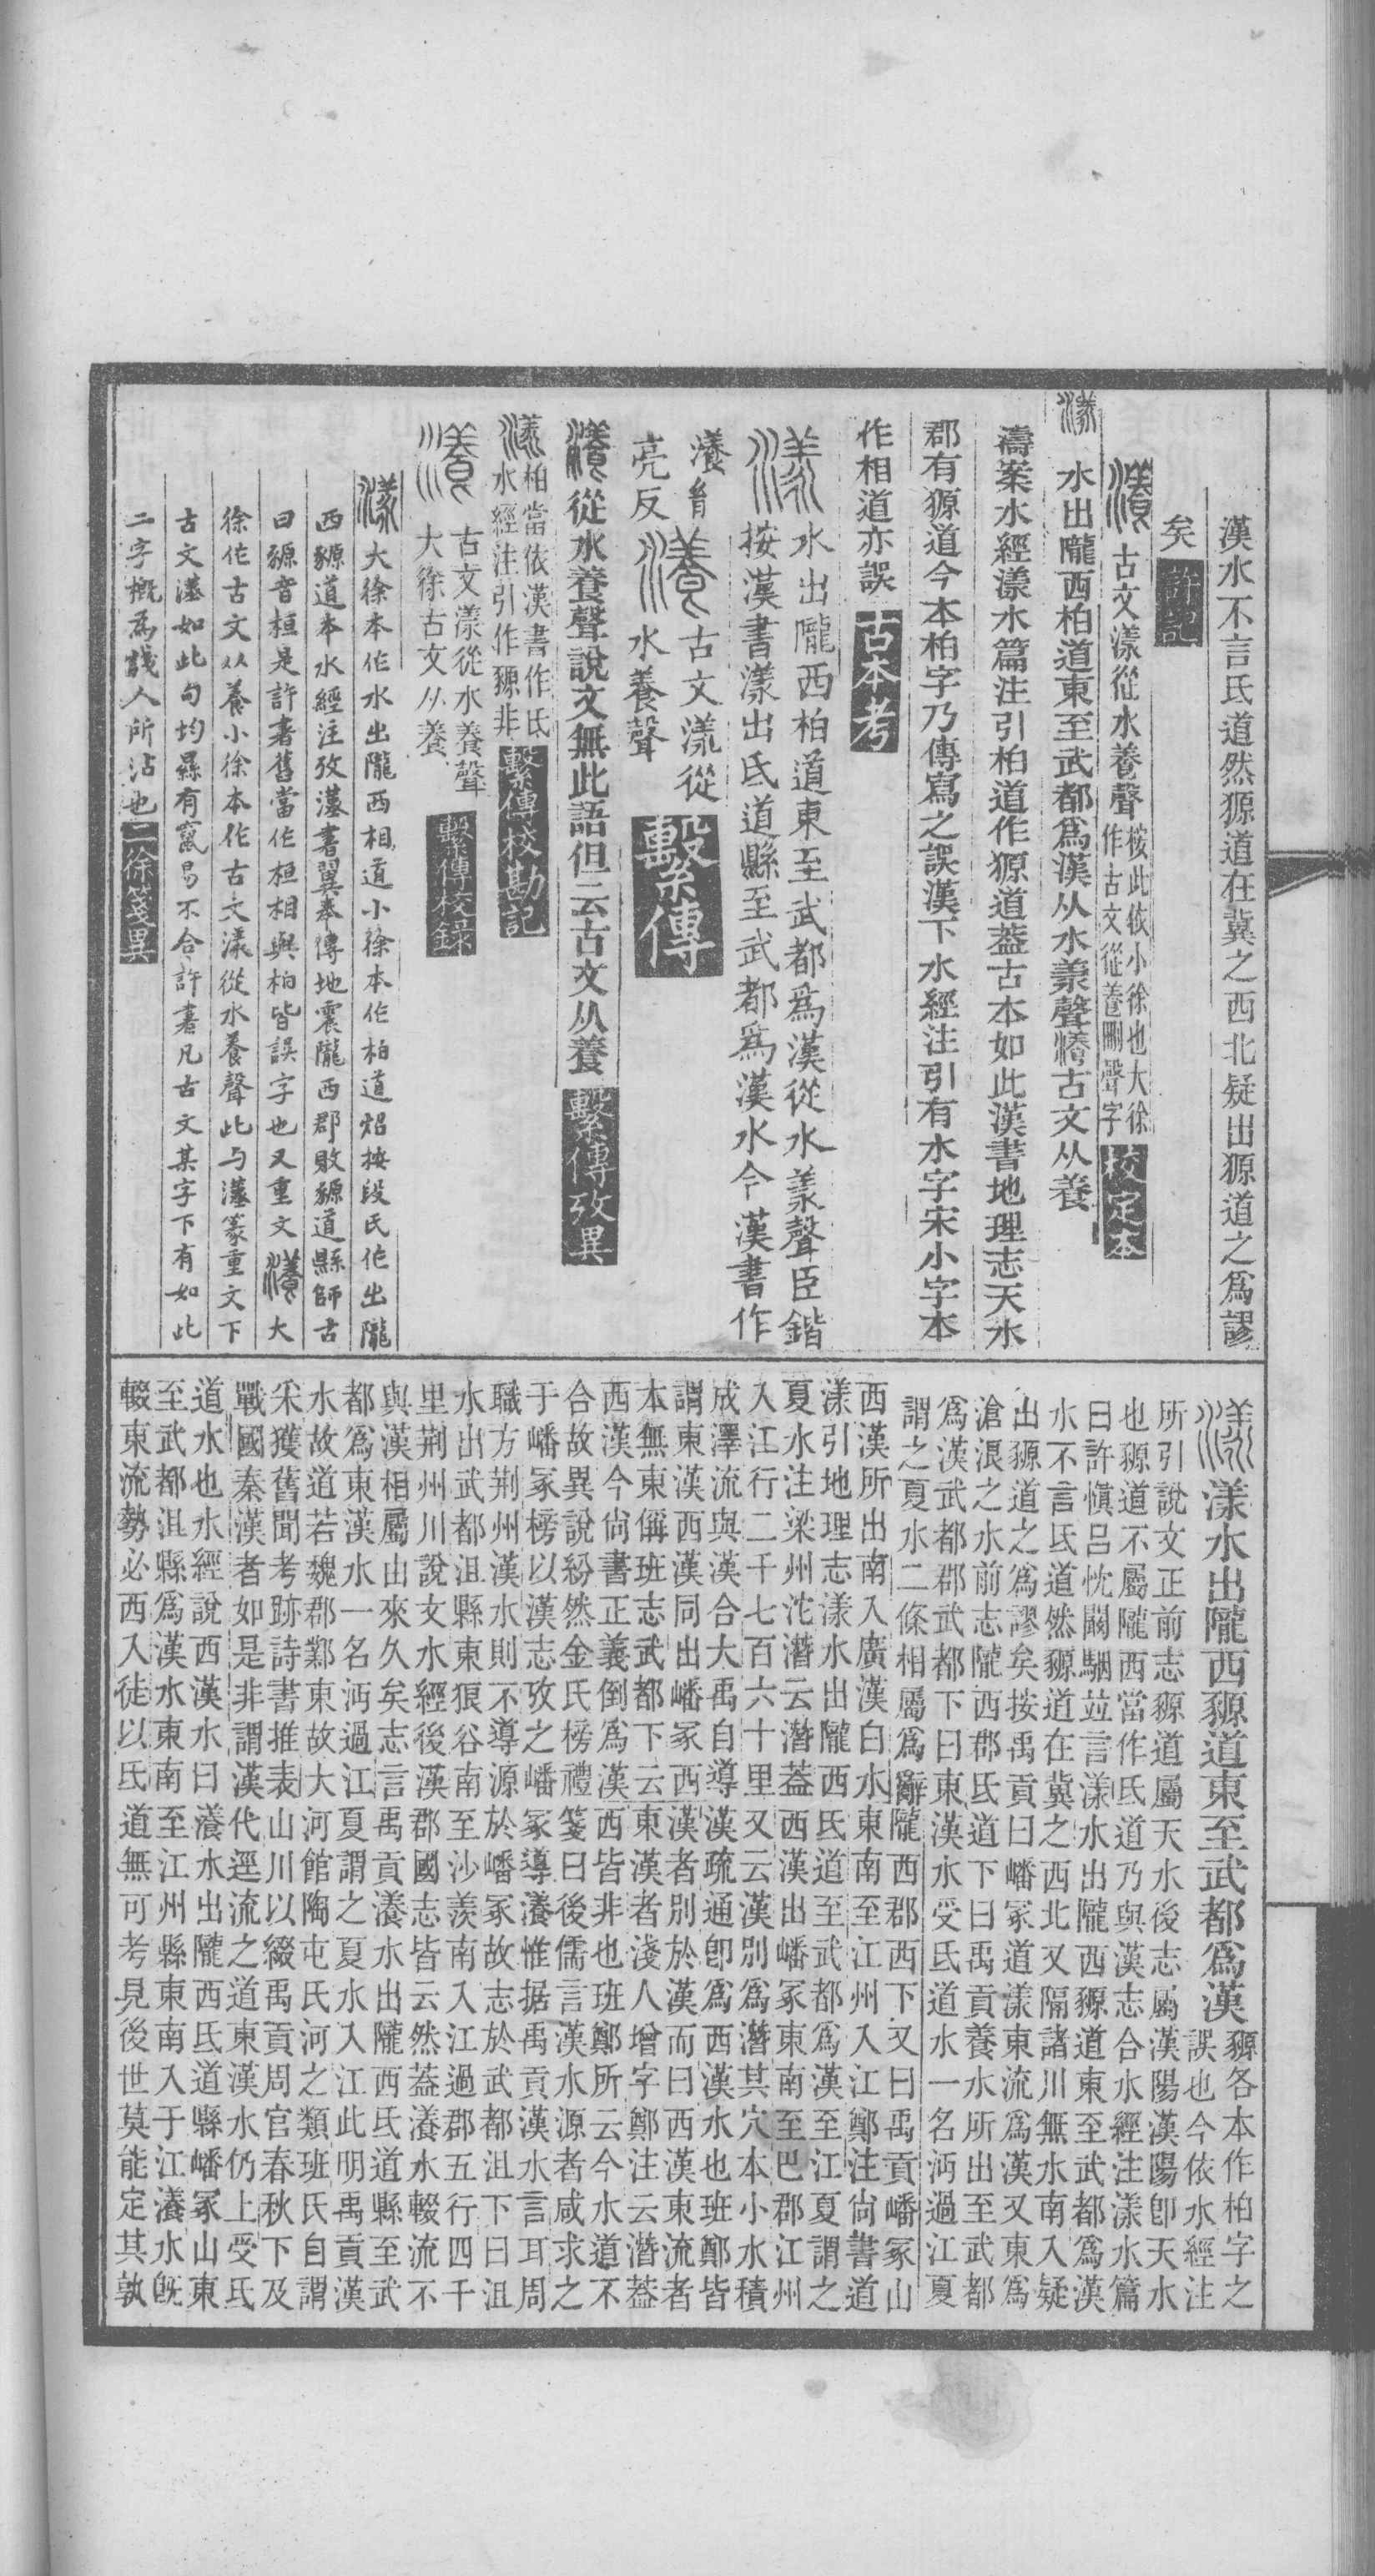 漢水不言氐道然豲道在冀之西北疑出豲道之爲謬
矣 許記
瀁 古文漾從水養聲 桉此依小徐也大徐
作古文從養刪聲字 校定本
漾 水出隴西柏道東至武都爲漢从水羕聲瀁古文从養
濤案水經漾水篇注引柏道作豲道葢古本如此漢書地理志天水
郡有豲道今本柏字乃傳寫之誤漢下水經注引有水字宋小字本
作相道亦誤 古本考
漾 水出隴西柏道東至武都爲漢從水羕聲臣鍇
按漢書漾出氐道縣至武都爲漢水今漢書作
瀁
亮反 瀁 古文漾從
水養聲 繫傳
瀁從水養聲說文無此語但云古文从養 繫傳攷異
漾 柏當依漢書作氐
水經注引作豲非 繫傳校勘記
瀁 古文漾從水養聲
大徐古文从養 繫傳校錄
漾 大徐本作水出隴西相道小徐本作柏道炤按段氏作出隴
西豲道本水經注攷漢書翼奉傳地震隴西郡敗豲道縣師古
曰豲音桓是許書舊當作桓相與柏皆誤字也又重文瀁大
徐作古文从養小徐本作古文漾從水養聲此与漢篆重文下
古文漢如此句均㬎有竄易不合許書凡古文某字下有如此
二字槪爲淺人所沾也 二徐箋異
漾 漾水出隴西豲道東至武都爲漢 豲各本作柏字之
誤也今依水經注
所引說文正前志豲道屬天水後志屬漢陽漢陽卽天水
也豲道不屬隴西當作氐道乃與漢志合水經注漾水篇
曰許愼呂忱闞駰竝言漾水出隴西豲道東至武都爲漢
水不言氐道然豲道在冀之西北又隔諸川無水南入疑
出豲道之爲謬矣按禹貢曰嶓冢道漾東流爲漢又東爲
滄浪之水前志隴西郡氐道下曰禹貢養水所出至武都
爲漢武都郡武都下曰東漢水受氐道水一名沔過江夏
謂之夏水二條相屬爲辭隴西郡西下又曰禹貢嶓冢山
西漢所出南入廣漢白水東南至江州入江鄭注尙書道
漾引地理志漾水出隴西氐道至武都爲漢至江夏謂之
夏水注梁州沱潛云潛葢西漢出嶓冢東南至巴郡江州
入江行二千七百六十里又云漢別爲潛其穴本小水積
成澤流與漢合大禹自導漢疏通卽爲西漢水也班鄭皆
謂東漢西漢同出嶓冢西漢者別於漢而曰西漢東流者
本無東偁班志武都下云東漢者淺人增字鄭注云潛葢
西漢今尙書正義倒爲漢西皆非也班鄭所云今水道不
合故異說紛然金氏榜禮箋曰後儒言漢水源者咸求之
于嶓冢榜以漢志攷之嶓冢導瀁惟据禹貢漢水言耳周
職方荆州漢水則不導源於嶓冢故志於武都沮下曰沮
水出武都沮縣東狼谷南至沙羨南入江過郡五行四千
里荆州川說文水經後漢郡國志皆云然葢瀁水輟流不
與漢相屬山來久矣志言禹貢瀁水出隴西氐道縣至武
都爲東漢水一名沔過江夏謂之夏水入江此明禹貢漢
水故道若魏郡鄴東故大河館陶屯氏河之類班氏自謂
采獲舊聞考跡詩書推表山川以綴禹貢周官春秋下及
戰國秦漢者如是非謂漢代逕流之道東漢水仍上受氐
道水也水經說西漢水曰瀁水出隴西氐道縣嶓冢山東
至武都沮縣爲漢水東南至江州縣東南入于江瀁水旣
輟東流勢必西入徒以氐道無可考見後世莫能定其孰